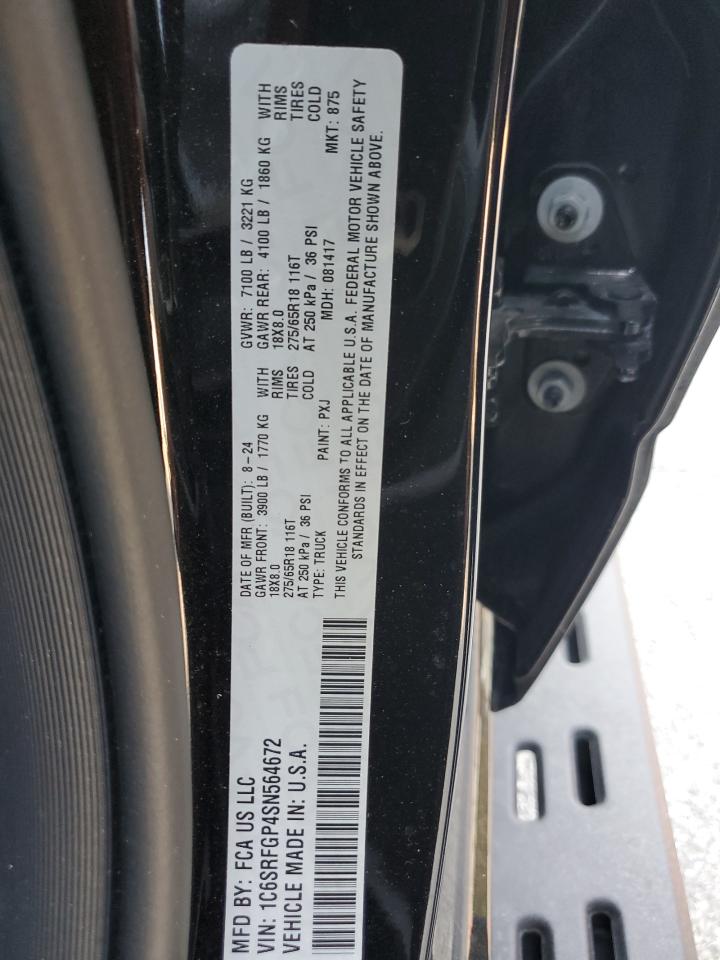 MFD BY: FCA US LLC
VIN: 1C6SRFGP4SN564672
VEHICLE MADE IN: U.S.A.
DATE OF MFR (BUILT): 8-24 GVWR: 7100 LB / 3221 KG
GAWR FRONT: 3900 LB / 1770 KG WITH GAWR REAR: 4100 LB / 1860 KG WITH
18X8.0 RIMS 18X8.0 RIMS
275/65R18 116T TIRES 275/65R18 116T TIRES
AT 250 kPa / 36 PSI COLD AT 250 kPa / 36 PSI COLD
TYPE: TRUCK PAINT: PXJ MDH: 081417 MKT: 875
THIS VEHICLE CONFORMS TO ALL APPLICABLE U.S.A. FEDERAL MOTOR VEHICLE SAFETY
STANDARDS IN EFFECT ON THE DATE OF MANUFACTURE SHOWN ABOVE.